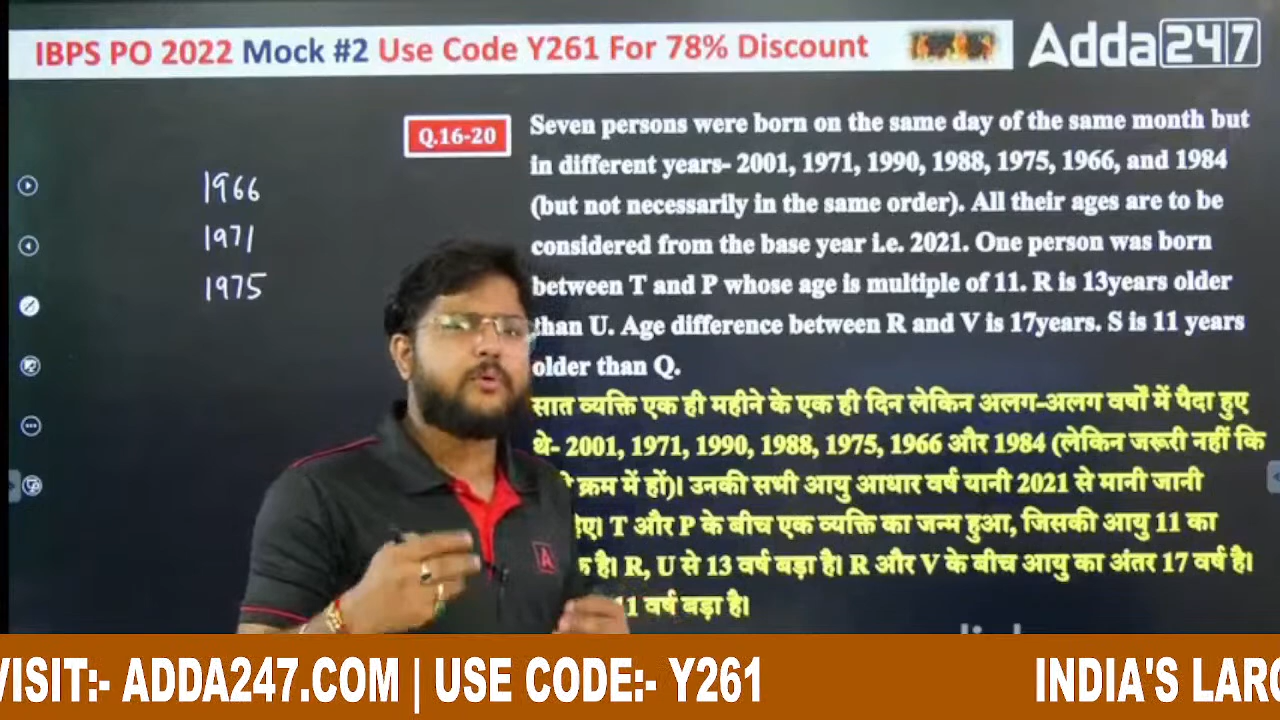 IBPS PO 2022 Mock #2 Use Code Y261 For 78% Discount
Adda247
Q.16-20
Seven persons were born on the same day of the same month but
in different years- 2001, 1971, 1990, 1988, 1975, 1966, and 1984
(but not necessarily in the same order). All their ages are to be
considered from the base year i.e. 2021. One person was born
between T and P whose age is multiple of 11. R is 13years older
than U. Age difference between R and V is 17years. S is 11 years
older than Q.
सात व्यक्ति एक ही महीने के एक ही दिन लेकिन अलग-अलग वर्षों में पैदा हुए
थे- 2001, 1971, 1990, 1988, 1975, 1966 और 1984 (लेकिन जरूरी नहीं कि
क्रम में हों)। उनकी सभी आयु आधार वर्ष यानी 2021 से मानी जानी
T और P के बीच एक व्यक्ति का जन्म हुआ, जिसकी आयु 11 का
है। R, U से 13 वर्ष बड़ा है। R और V के बीच आयु का अंतर 17 वर्ष है।
11 वर्ष बड़ा है।
1966
1971
1975
A
VISIT:- ADDA247.COM | USE CODE:- Y261
INDIA'S LARG